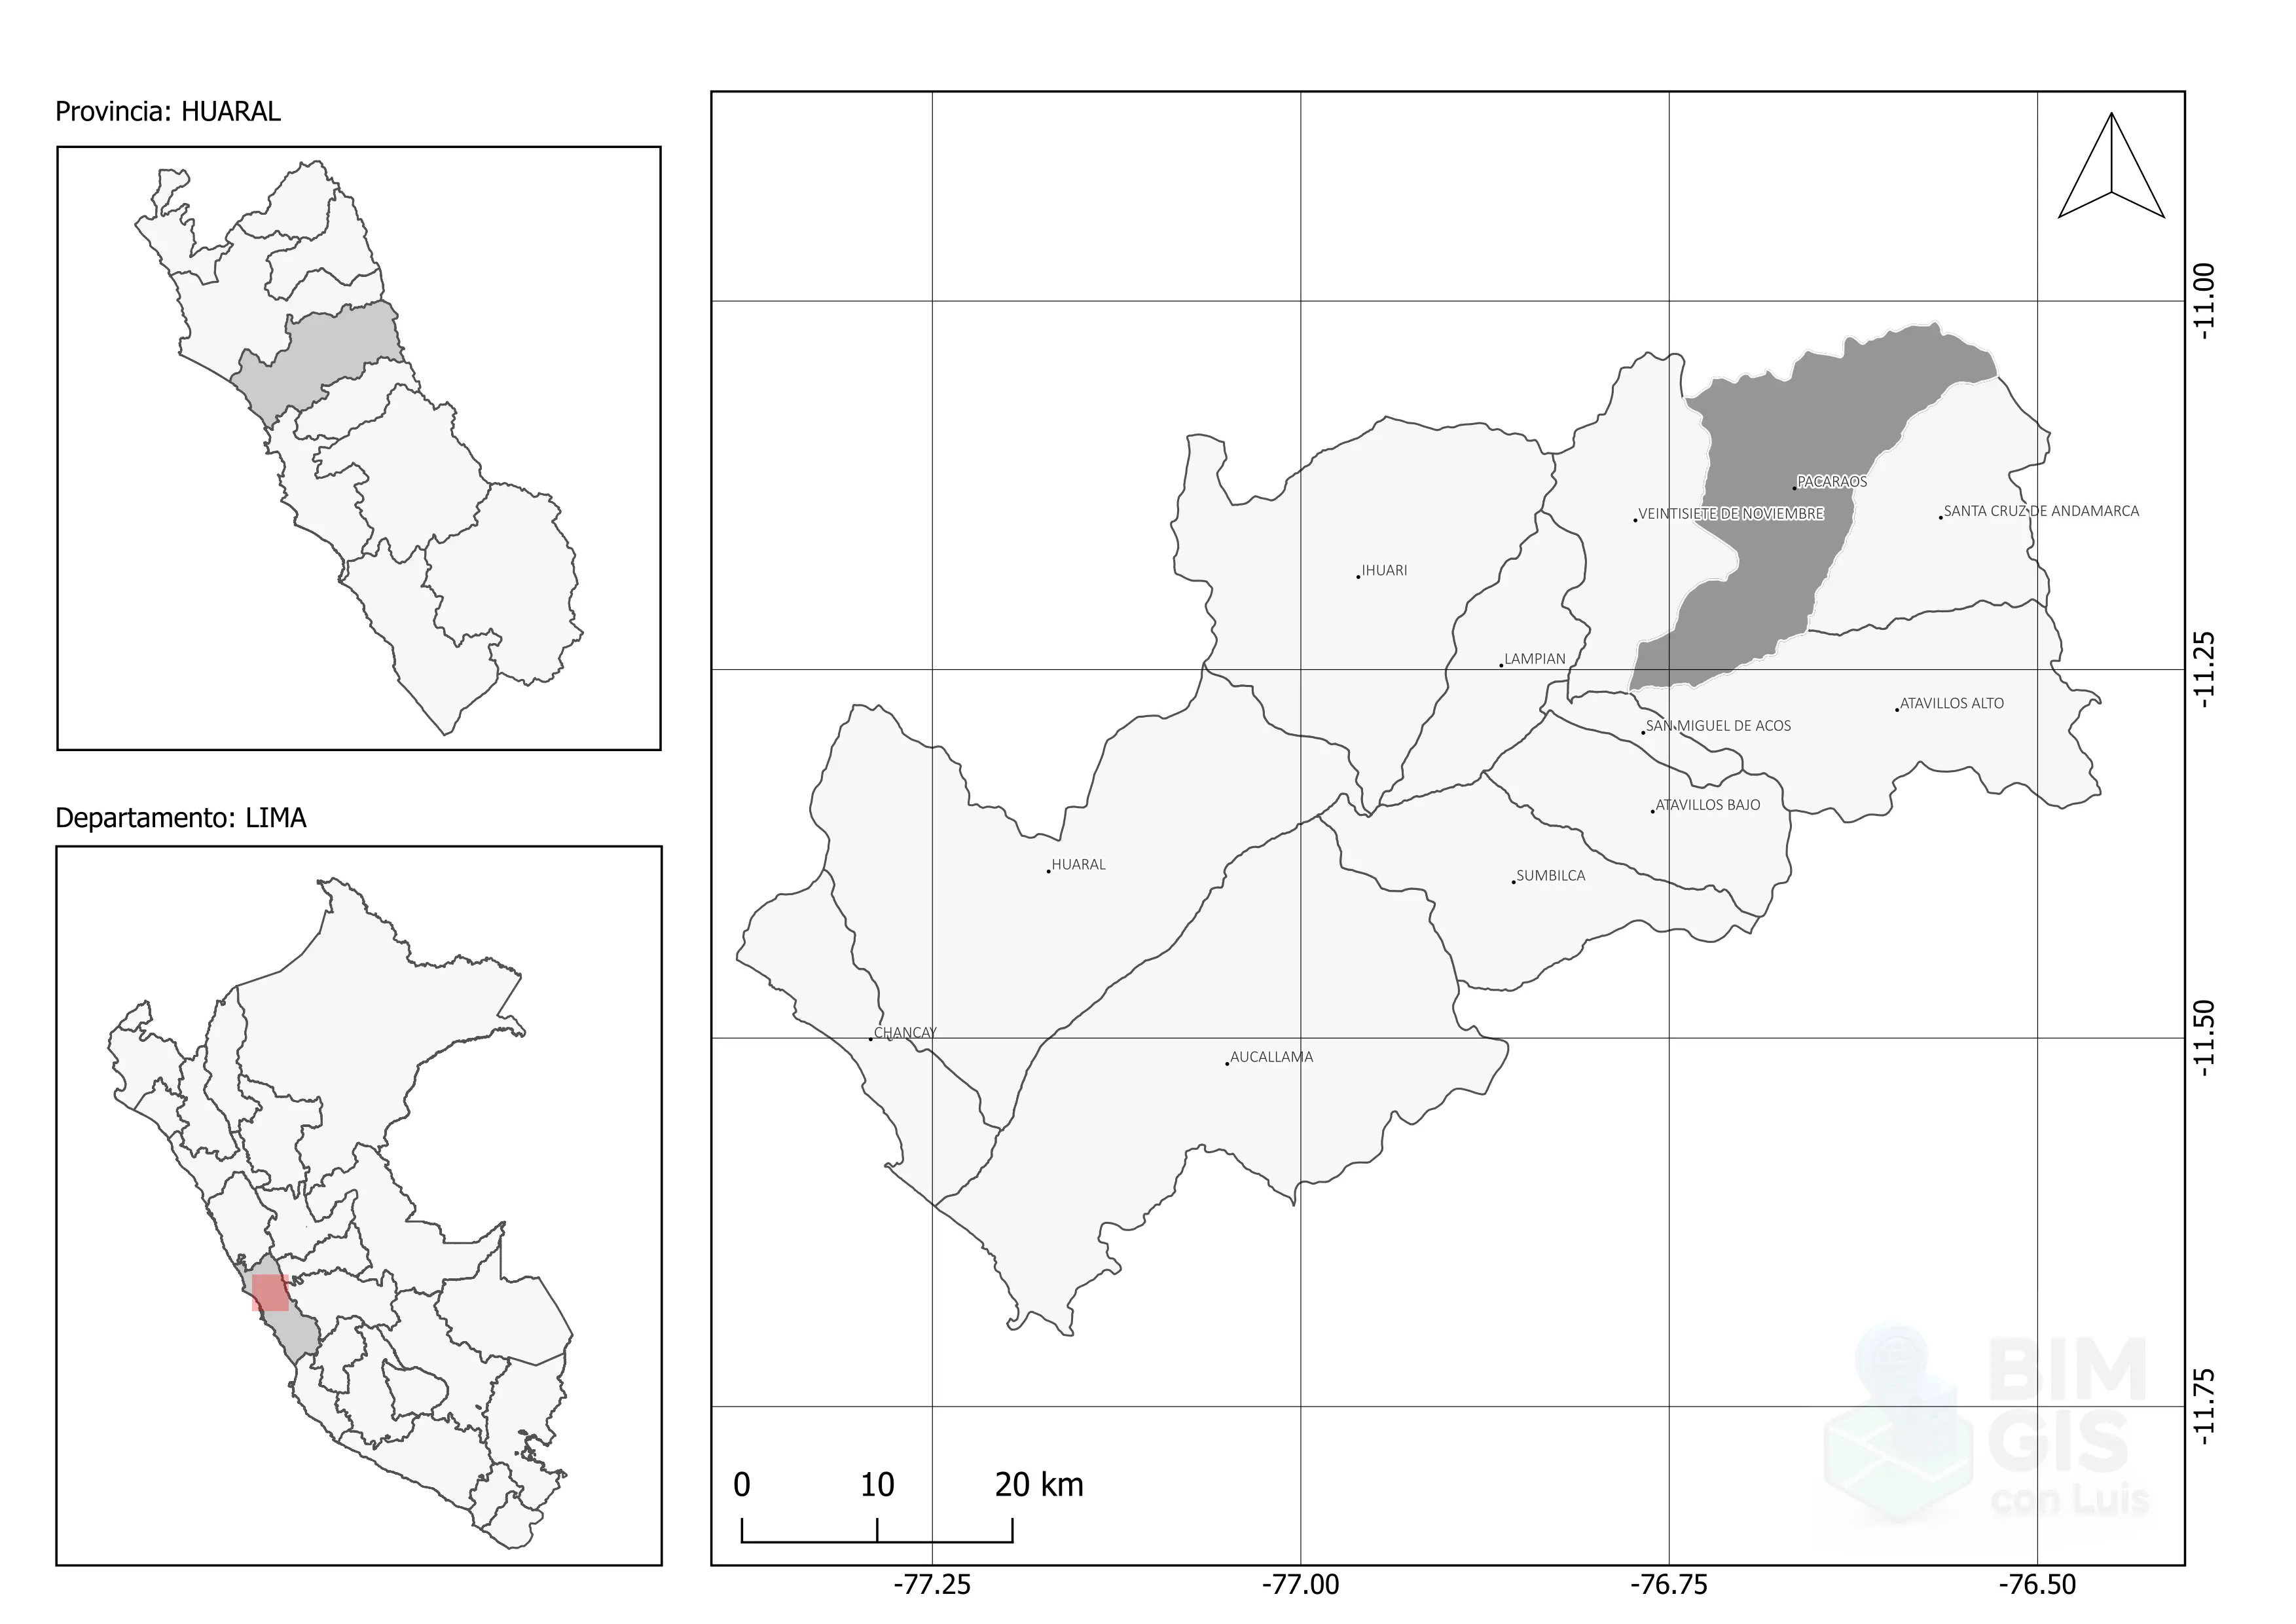 Provincia: HUARAL
Departamento: LIMA
PACARAOS
VEINTISIETE DE NOVIEMBRE
SANTA CRUZ DE ANDAMARCA
IHUARI
LAMPIAN
ATAVILLOS ALTO
SAN MIGUEL DE ACOS
ATAVILLOS BAJO
HUARAL
SUMBILCA
CHANCAY
AUCALLAMA
-11.00
-11.25
-11.50
-11.75
BIM
GIS
con Luis
0 10 20 km
-77.25 -77.00 -76.75 -76.50